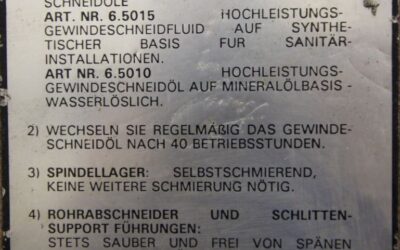 SCHNEIDÖLE
ART. NR. 6.5015 HOCHLEISTUNGS-
GEWINDESCHNEIDFLUID AUF SYNTHE-
TISCHER BASIS FUR SANITÄR-
INSTALLATIONEN.
ART NR. 6.5010 HOCHLEISTUNGS-
GEWINDESCHNEIDÖL AUF MINERALÖLBASIS -
WASSERLÖSLICH.
2) WECHSELN SIE REGELMÄßIG DAS GEWINDE-
SCHNEIDÖL NACH 40 BETRIEBSSTUNDEN.
3) SPINDELLAGER: SELBSTSCHMIEREND,
KEINE WEITERE SCHMIERUNG NÖTIG.
4) ROHRABSCHNEIDER UND SCHLITTEN-
SUPPORT FÜHRUNGEN:
STETS SAUBER UND FREI VON SPÄNEN